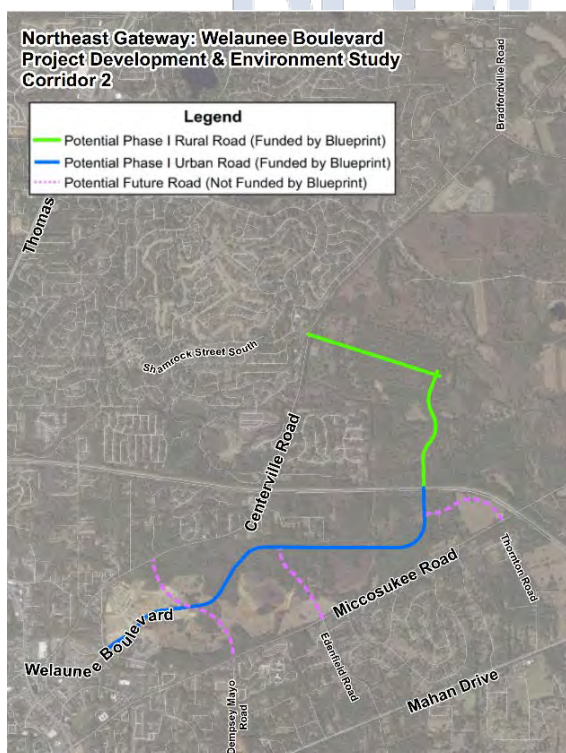 Northeast Gateway: Welaunee Boulevard
Project Development & Environment Study
Corridor 2
Bradfordville Road
Legend
Potential Phase I Rural Road (Funded by Blueprint)
Potential Phase I Urban Road (Funded by Blueprint)
Potential Future Road (Not Funded by Blueprint)
Thomas
Shamrock Street South
Centerville Road
Thornton Road
Miccosukee Road
Welaunee Boulevard
Edenfield Road
Dempsey Mayo
Road
Mahan Drive